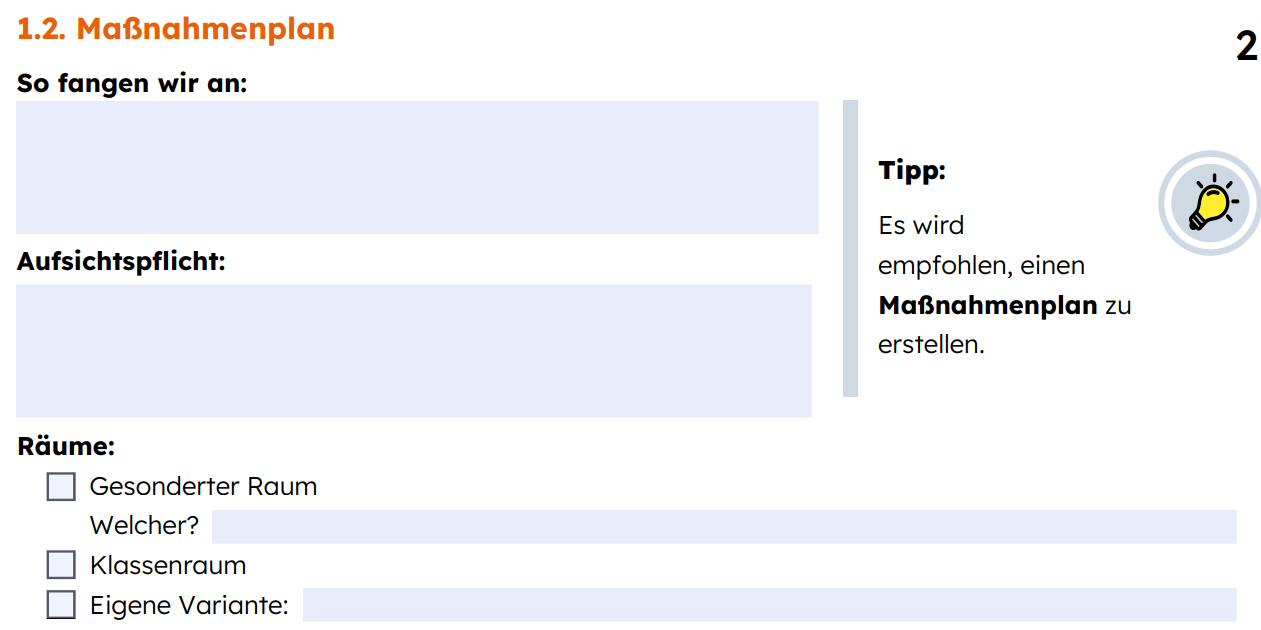 1.2. Maßnahmenplan
2
So fangen wir an:
Tipp:
Es wird
empfohlen, einen
Maßnahmenplan zu
erstellen.
Aufsichtspflicht:
Räume:
Gesonderter Raum
Welcher?
Klassenraum
Eigene Variante: